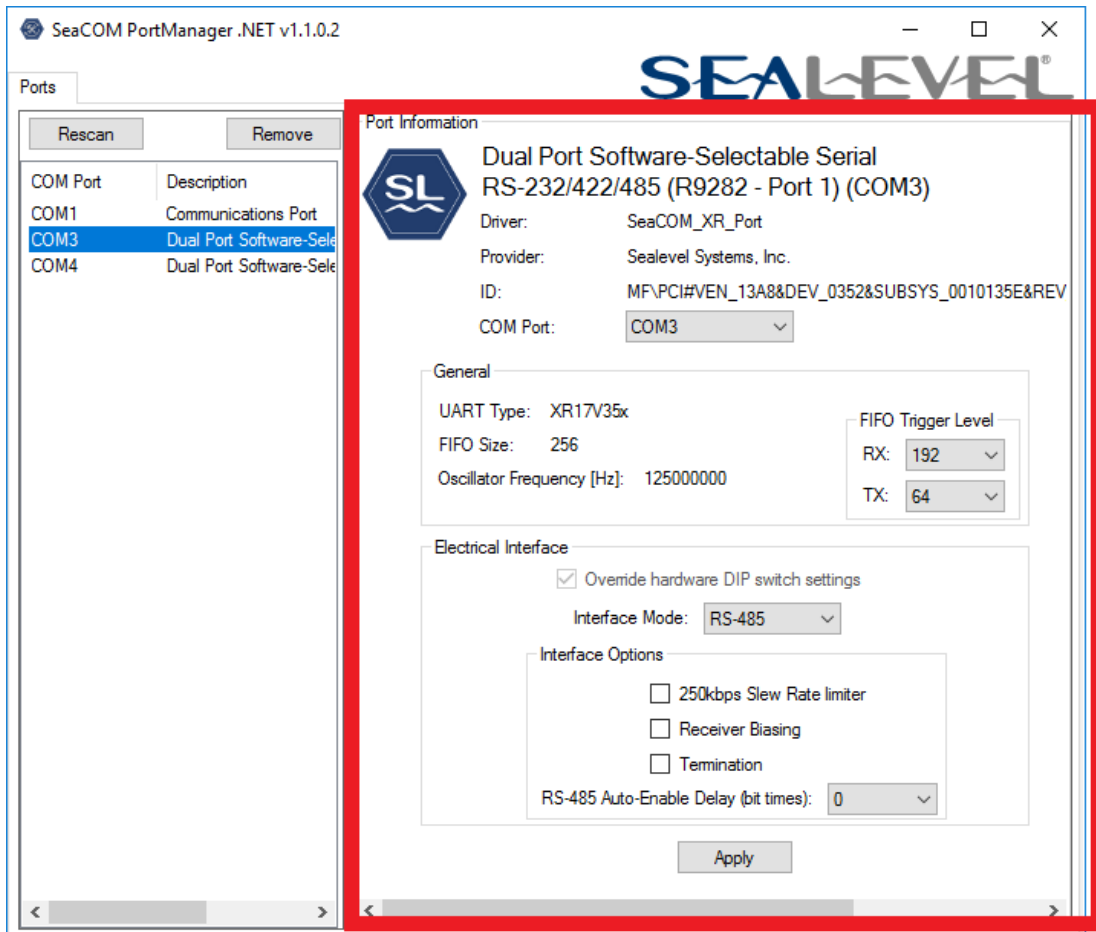 SeaCOM PortManager .NET v1.1.0.2
SEALEVEL®
Ports
Rescan Remove
COM Port Description
COM1 Communications Port
COM3 Dual Port Software-Sele
COM4 Dual Port Software-Sele
Port Information
SL
Dual Port Software-Selectable Serial
RS-232/422/485 (R9282 - Port 1) (COM3)
Driver: SeaCOM_XR_Port
Provider: Sealevel Systems, Inc.
ID: MF\PCI#VEN_13A8&DEV_0352&SUBSYS_0010135E&REV
COM Port: COM3
General
UART Type: XR17V35x
FIFO Size: 256
Oscillator Frequency [Hz]: 125000000
FIFO Trigger Level
RX: 192
TX: 64
Electrical Interface
Override hardware DIP switch settings
Interface Mode: RS-485
Interface Options
250kbps Slew Rate limiter
Receiver Biasing
Termination
RS-485 Auto-Enable Delay (bit times): 0
Apply